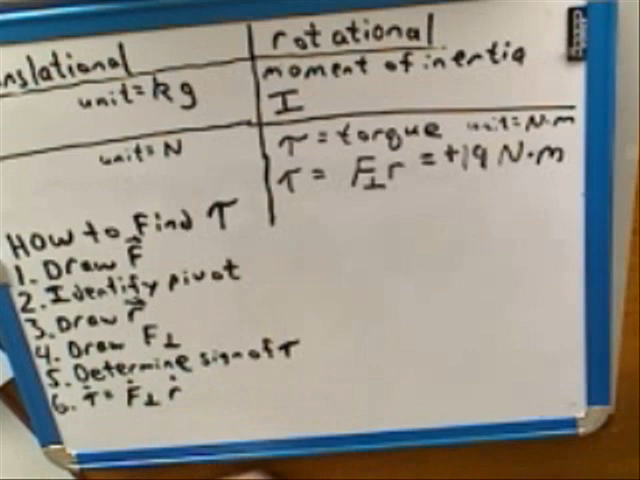 nslational rotational
unit=kg moment of inertia
I
unit=N τ=torque unit=N·m
τ= F⊥r =+19 N·m
How to Find τ
1. Draw F⃗
2. Identify pivot
3. Draw r⃗
4. Draw F⊥
5. Determine sign of τ
6. τ= F⊥ r